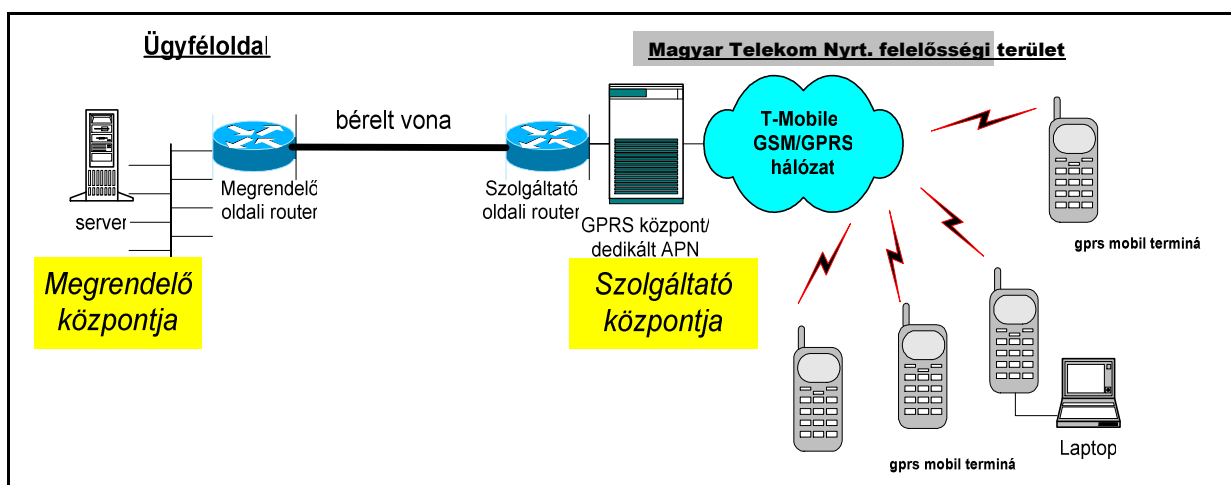 Ügyféloldal
Magyar Telekom Nyrt. felelősségi terület
bérelt vona
T-Mobile
GSM/GPRS
hálózat
Megrendelő
oldali router
Szolgáltató
oldali router
server
GPRS központ/
dedikált APN
gprs mobil terminá
Megrendelő
központja
Szolgáltató
központja
Laptop
gprs mobil terminá